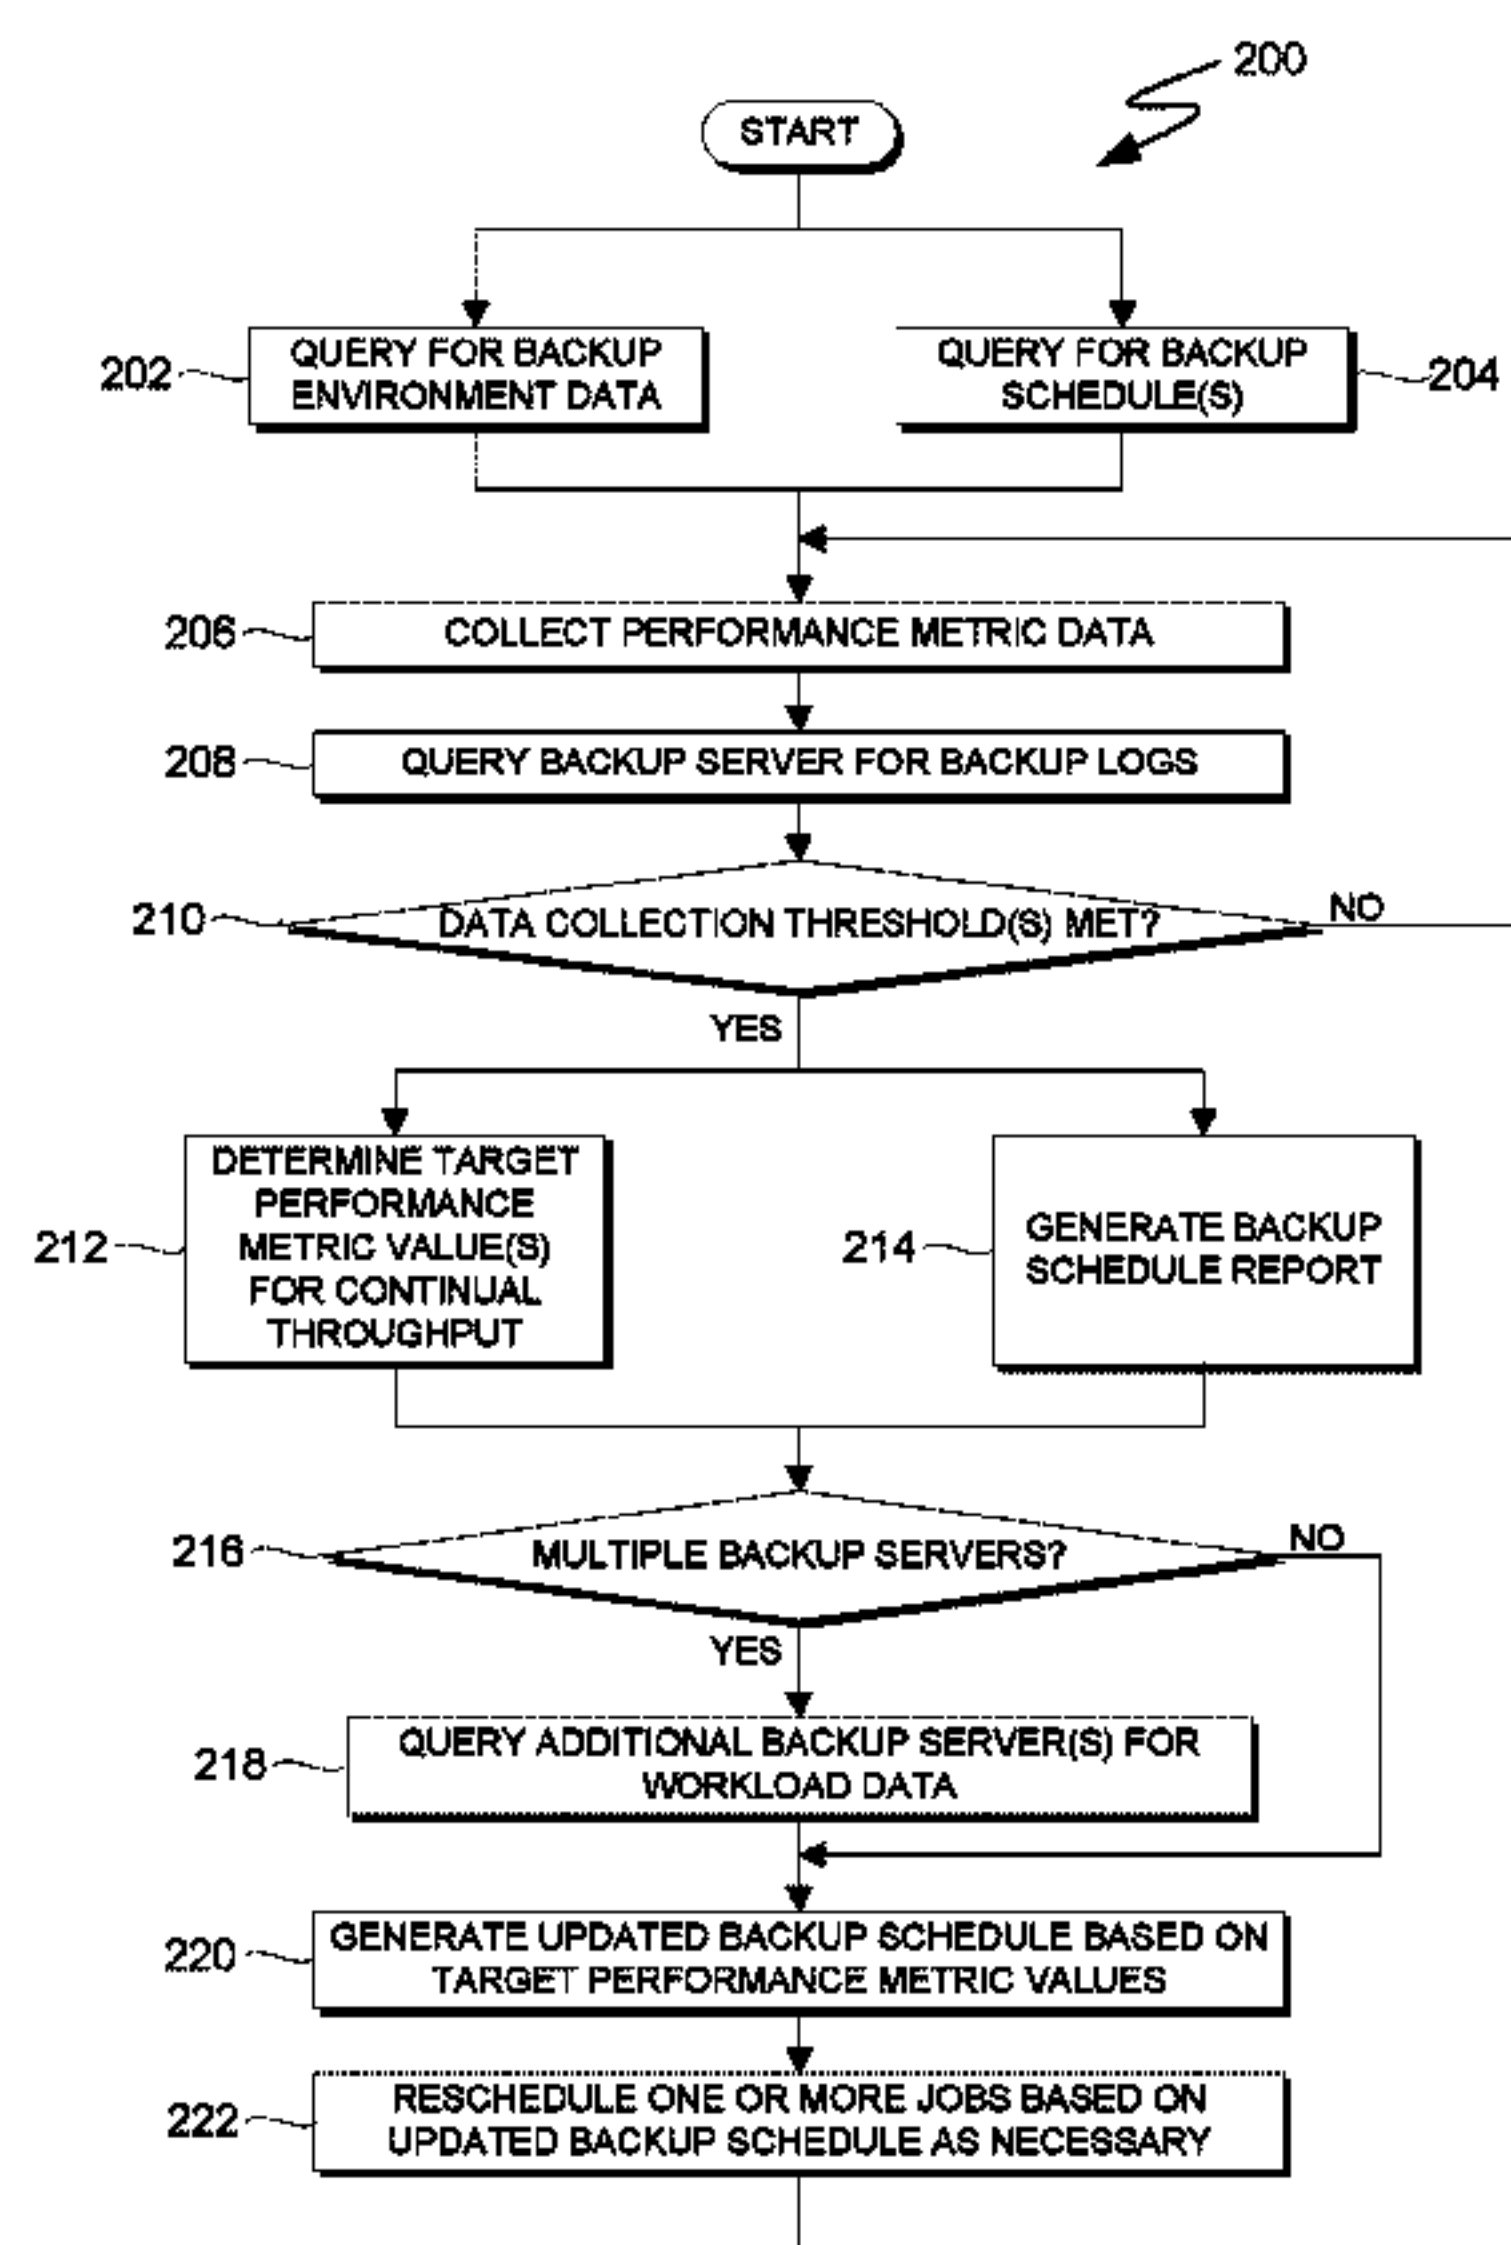 200
START
202
QUERY FOR BACKUP
ENVIRONMENT DATA
QUERY FOR BACKUP
SCHEDULE(S)
204
206
COLLECT PERFORMANCE METRIC DATA
208
QUERY BACKUP SERVER FOR BACKUP LOGS
210
DATA COLLECTION THRESHOLD(S) MET?
NO
YES
212
DETERMINE TARGET
PERFORMANCE
METRIC VALUE(S)
FOR CONTINUAL
THROUGHPUT
214
GENERATE BACKUP
SCHEDULE REPORT
216
MULTIPLE BACKUP SERVERS?
NO
YES
218
QUERY ADDITIONAL BACKUP SERVER(S) FOR
WORKLOAD DATA
220
GENERATE UPDATED BACKUP SCHEDULE BASED ON
TARGET PERFORMANCE METRIC VALUES
222
RESCHEDULE ONE OR MORE JOBS BASED ON
UPDATED BACKUP SCHEDULE AS NECESSARY